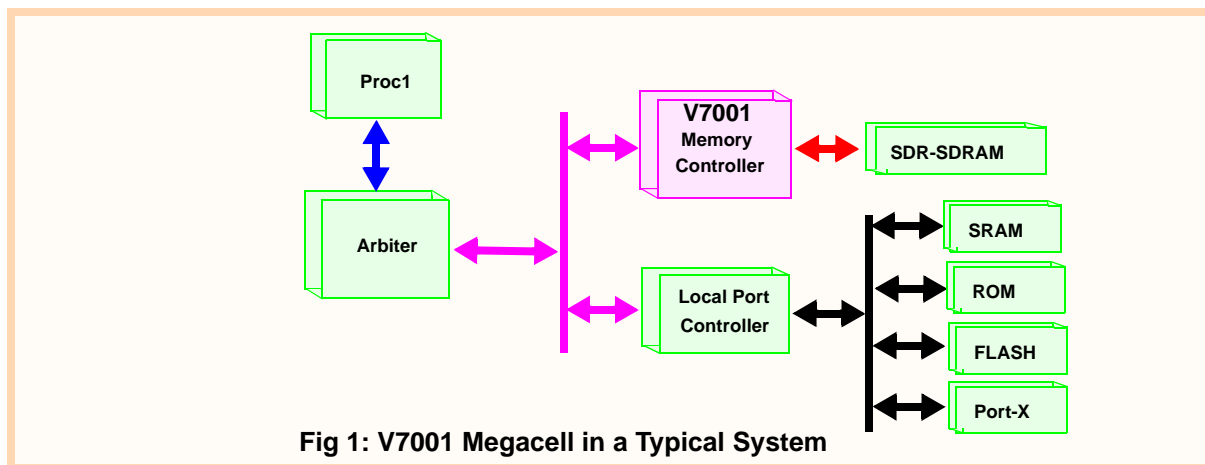 Proc1
Arbiter
V7001
Memory
Controller
SDR-SDRAM
Local Port
Controller
SRAM
ROM
FLASH
Port-X
Fig 1: V7001 Megacell in a Typical System